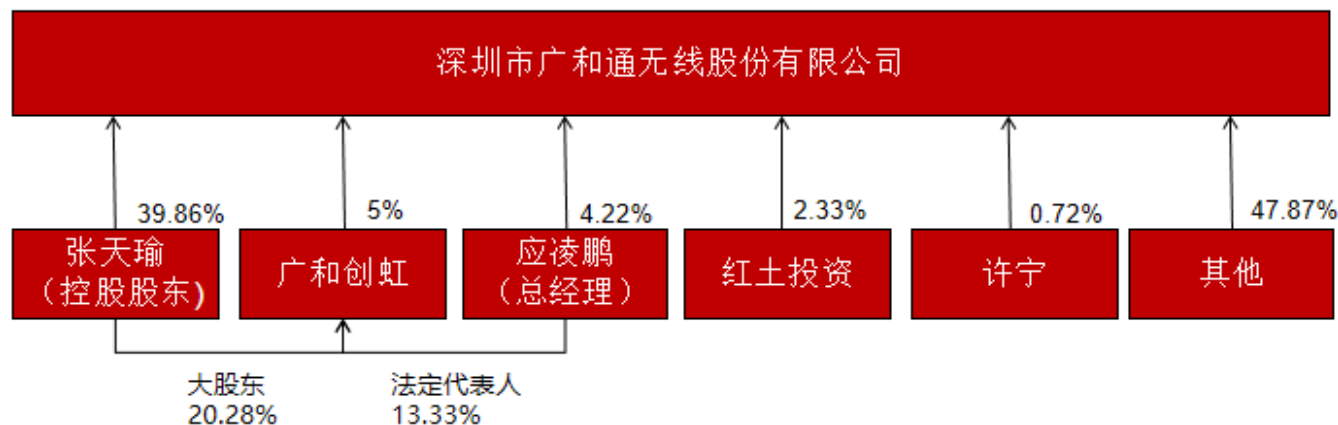 深圳市广和通无线股份有限公司
39.86%
5%
4.22%
2.33%
0.72%
47.87%
张天瑜
（控股股东)
广和创虹
应凌鹏
（总经理）
红土投资
许宁
其他
大股东
20.28%
法定代表人
13.33%